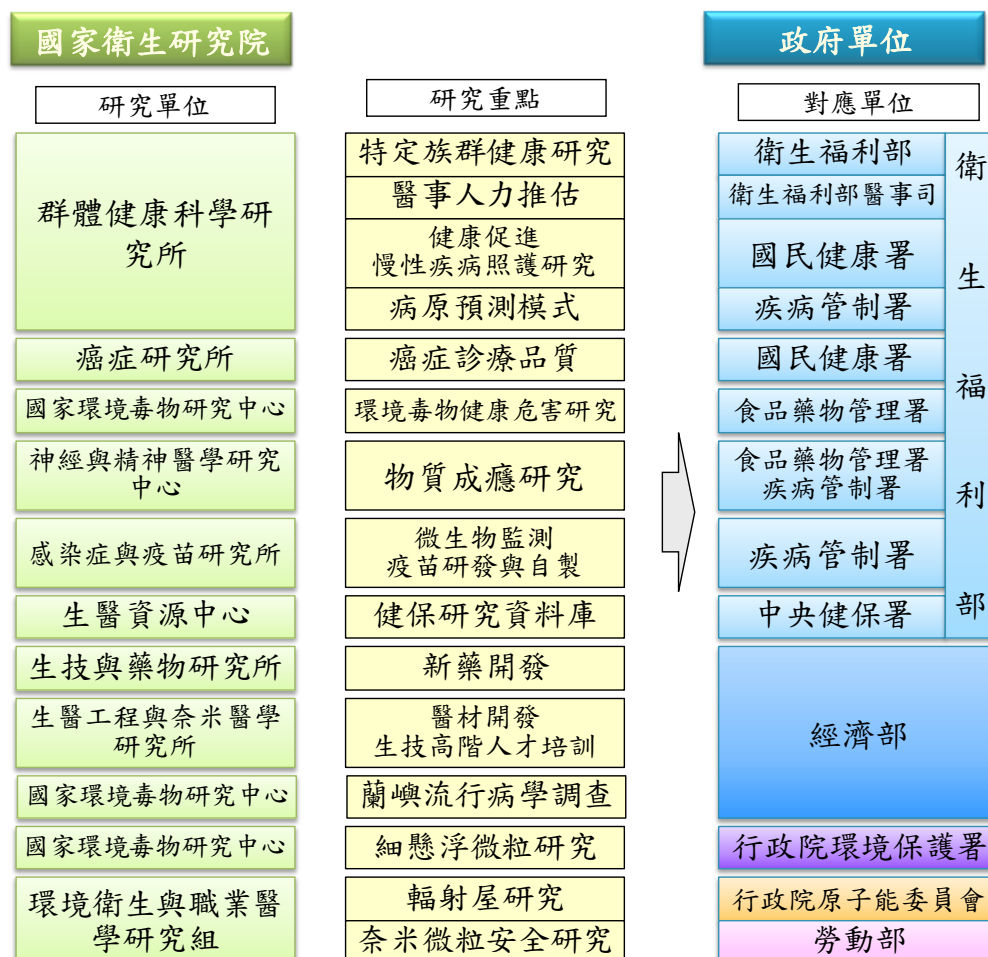 國家衛生研究院
政府單位
研究單位
研究重點
對應單位
群體健康科學研
究所
特定族群健康研究
衛生福利部
醫事人力推估
衛生福利部醫事司
健康促進
慢性疾病照護研究
國民健康署
病原預測模式
疾病管制署
衛生福利部
癌症研究所
癌症診療品質
國民健康署
國家環境毒物研究中心
環境毒物健康危害研究
食品藥物管理署
神經與精神醫學研究
中心
物質成癮研究
食品藥物管理署
疾病管制署
感染症與疫苗研究所
微生物監測
疫苗研發與自製
疾病管制署
生醫資源中心
健保研究資料庫
中央健保署
生技與藥物研究所
新藥開發
經濟部
生醫工程與奈米醫學
研究所
醫材開發
生技高階人才培訓
國家環境毒物研究中心
蘭嶼流行病學調查
國家環境毒物研究中心
細懸浮微粒研究
行政院環境保護署
環境衛生與職業醫
學研究組
輻射屋研究
行政院原子能委員會
奈米微粒安全研究
勞動部